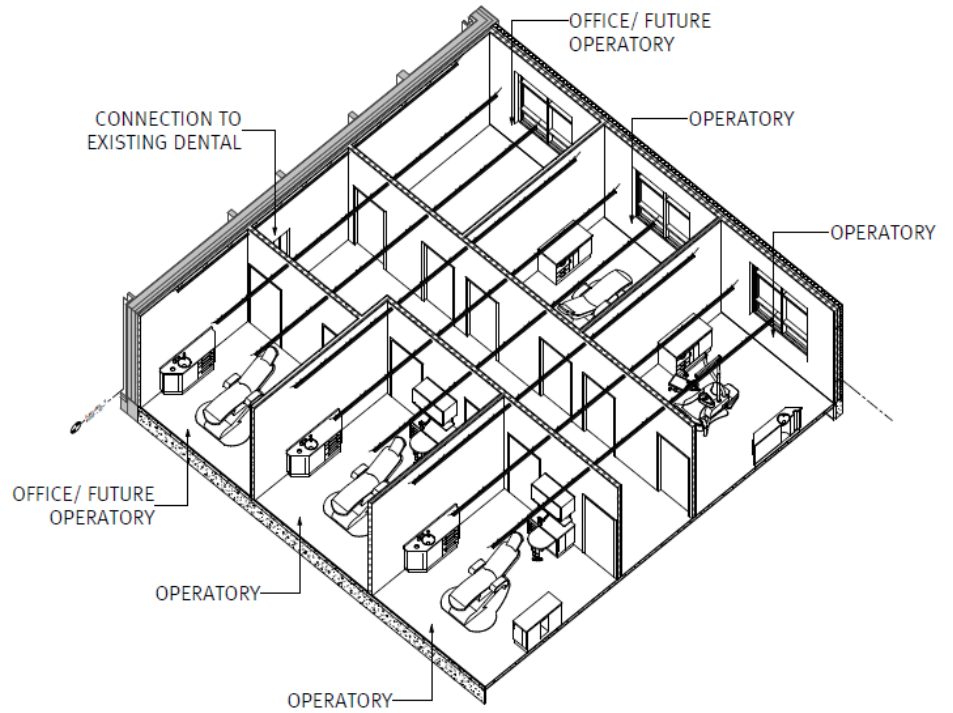 OFFICE/ FUTURE
OPERATORY
CONNECTION TO
EXISTING DENTAL
OPERATORY
OPERATORY
OFFICE/ FUTURE
OPERATORY
OPERATORY
OPERATORY